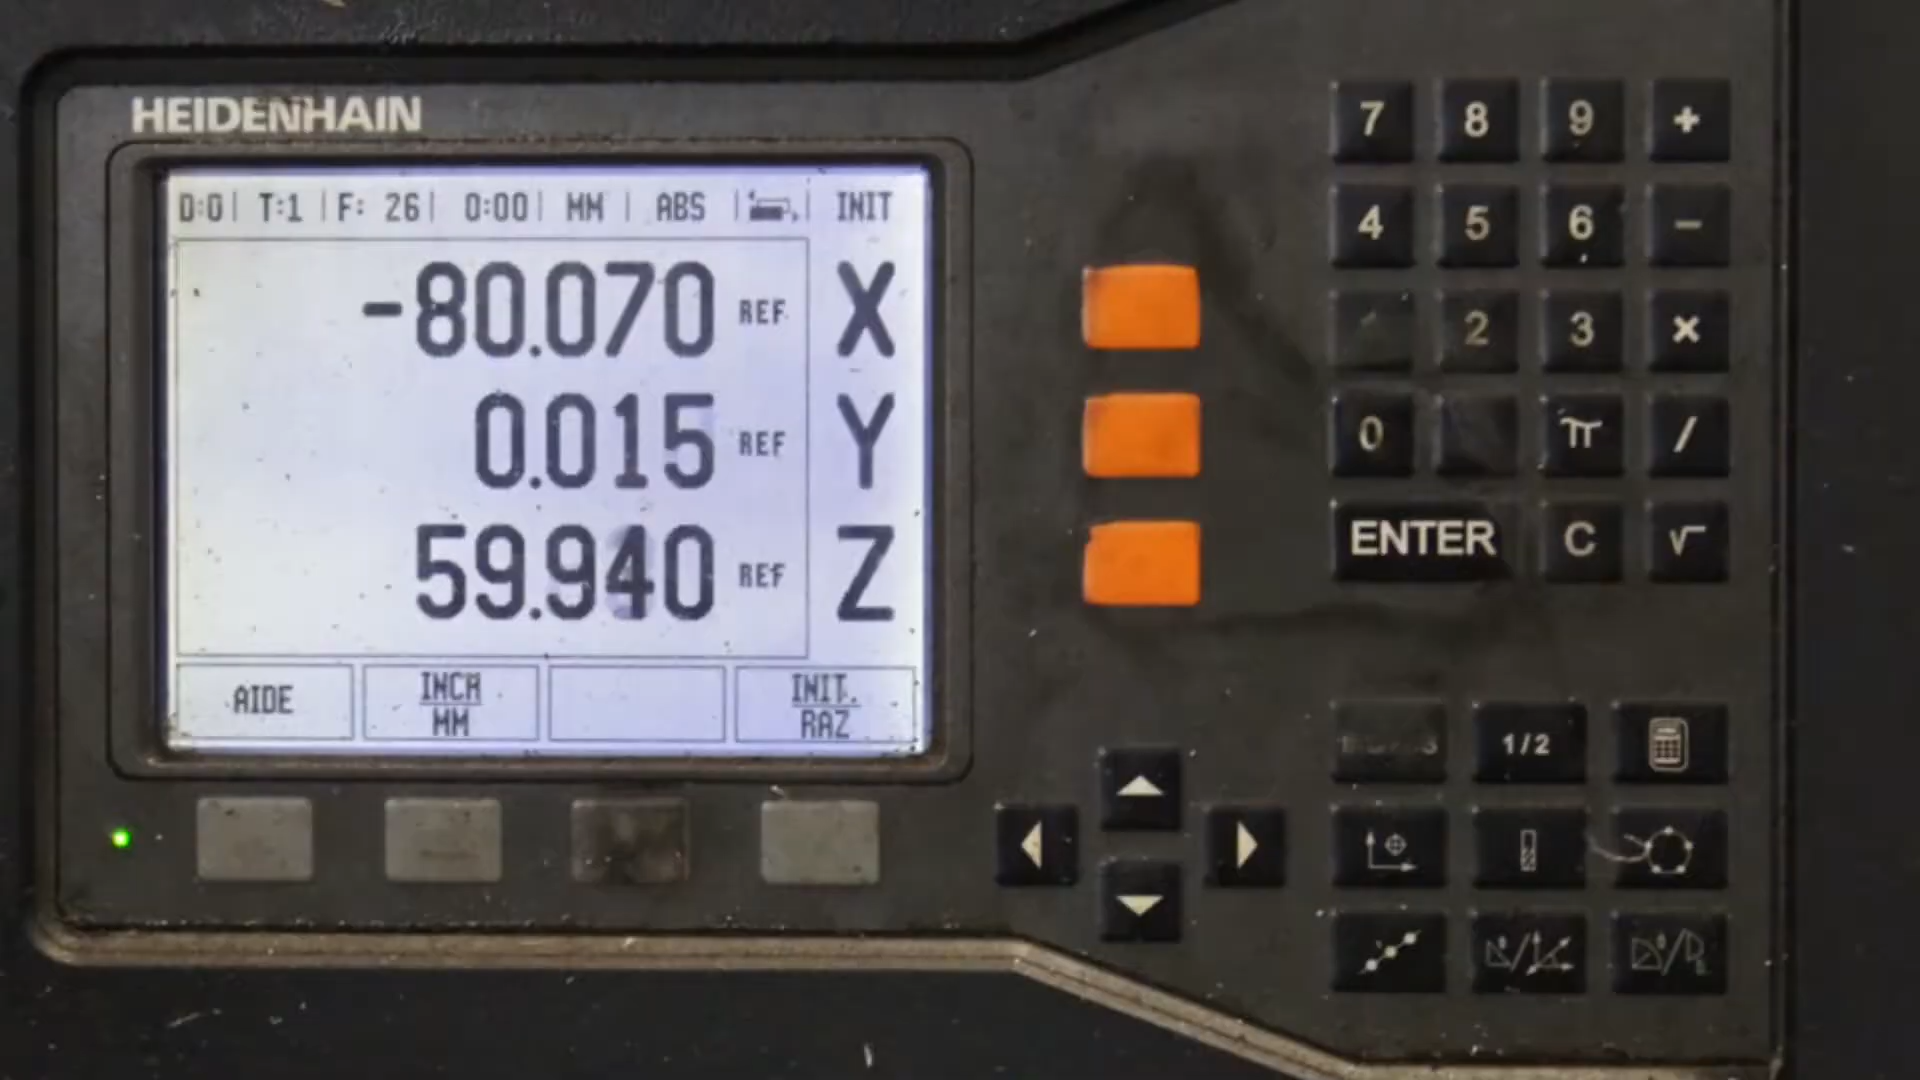 HEIDENHAIN
D:0 T:1 F: 26 0:00 MM ABS INIT
-80.070 REF X
0.015 REF Y
59.940 REF Z
AIDE INCH MM INIT. RAZ
7 8 9 +
4 5 6 -
2 3 ×
0 π /
ENTER C √
1/2